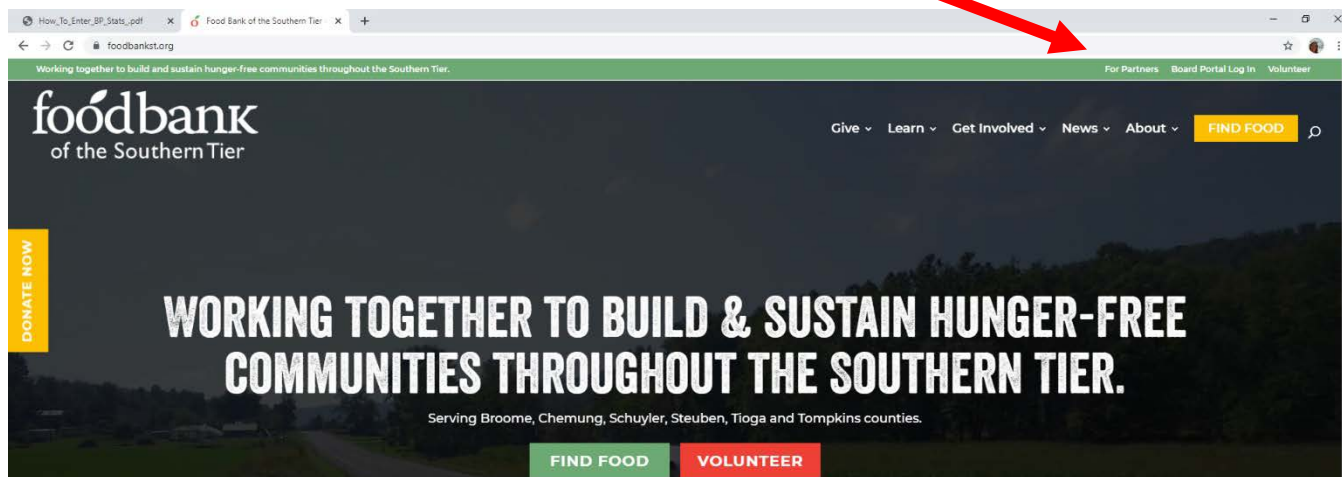 How_To_Enter_BP_Stats_.pdf
Food Bank of the Southern Tier
foodbankst.org
Working together to build and sustain hunger-free communities throughout the Southern Tier.
For Partners Board Portal Log In Volunteer
foodbank
of the Southern Tier
Give Learn Get Involved News About FIND FOOD
DONATE NOW
WORKING TOGETHER TO BUILD & SUSTAIN HUNGER-FREE
COMMUNITIES THROUGHOUT THE SOUTHERN TIER.
Serving Broome, Chemung, Schuyler, Steuben, Tioga and Tompkins counties.
FIND FOOD VOLUNTEER